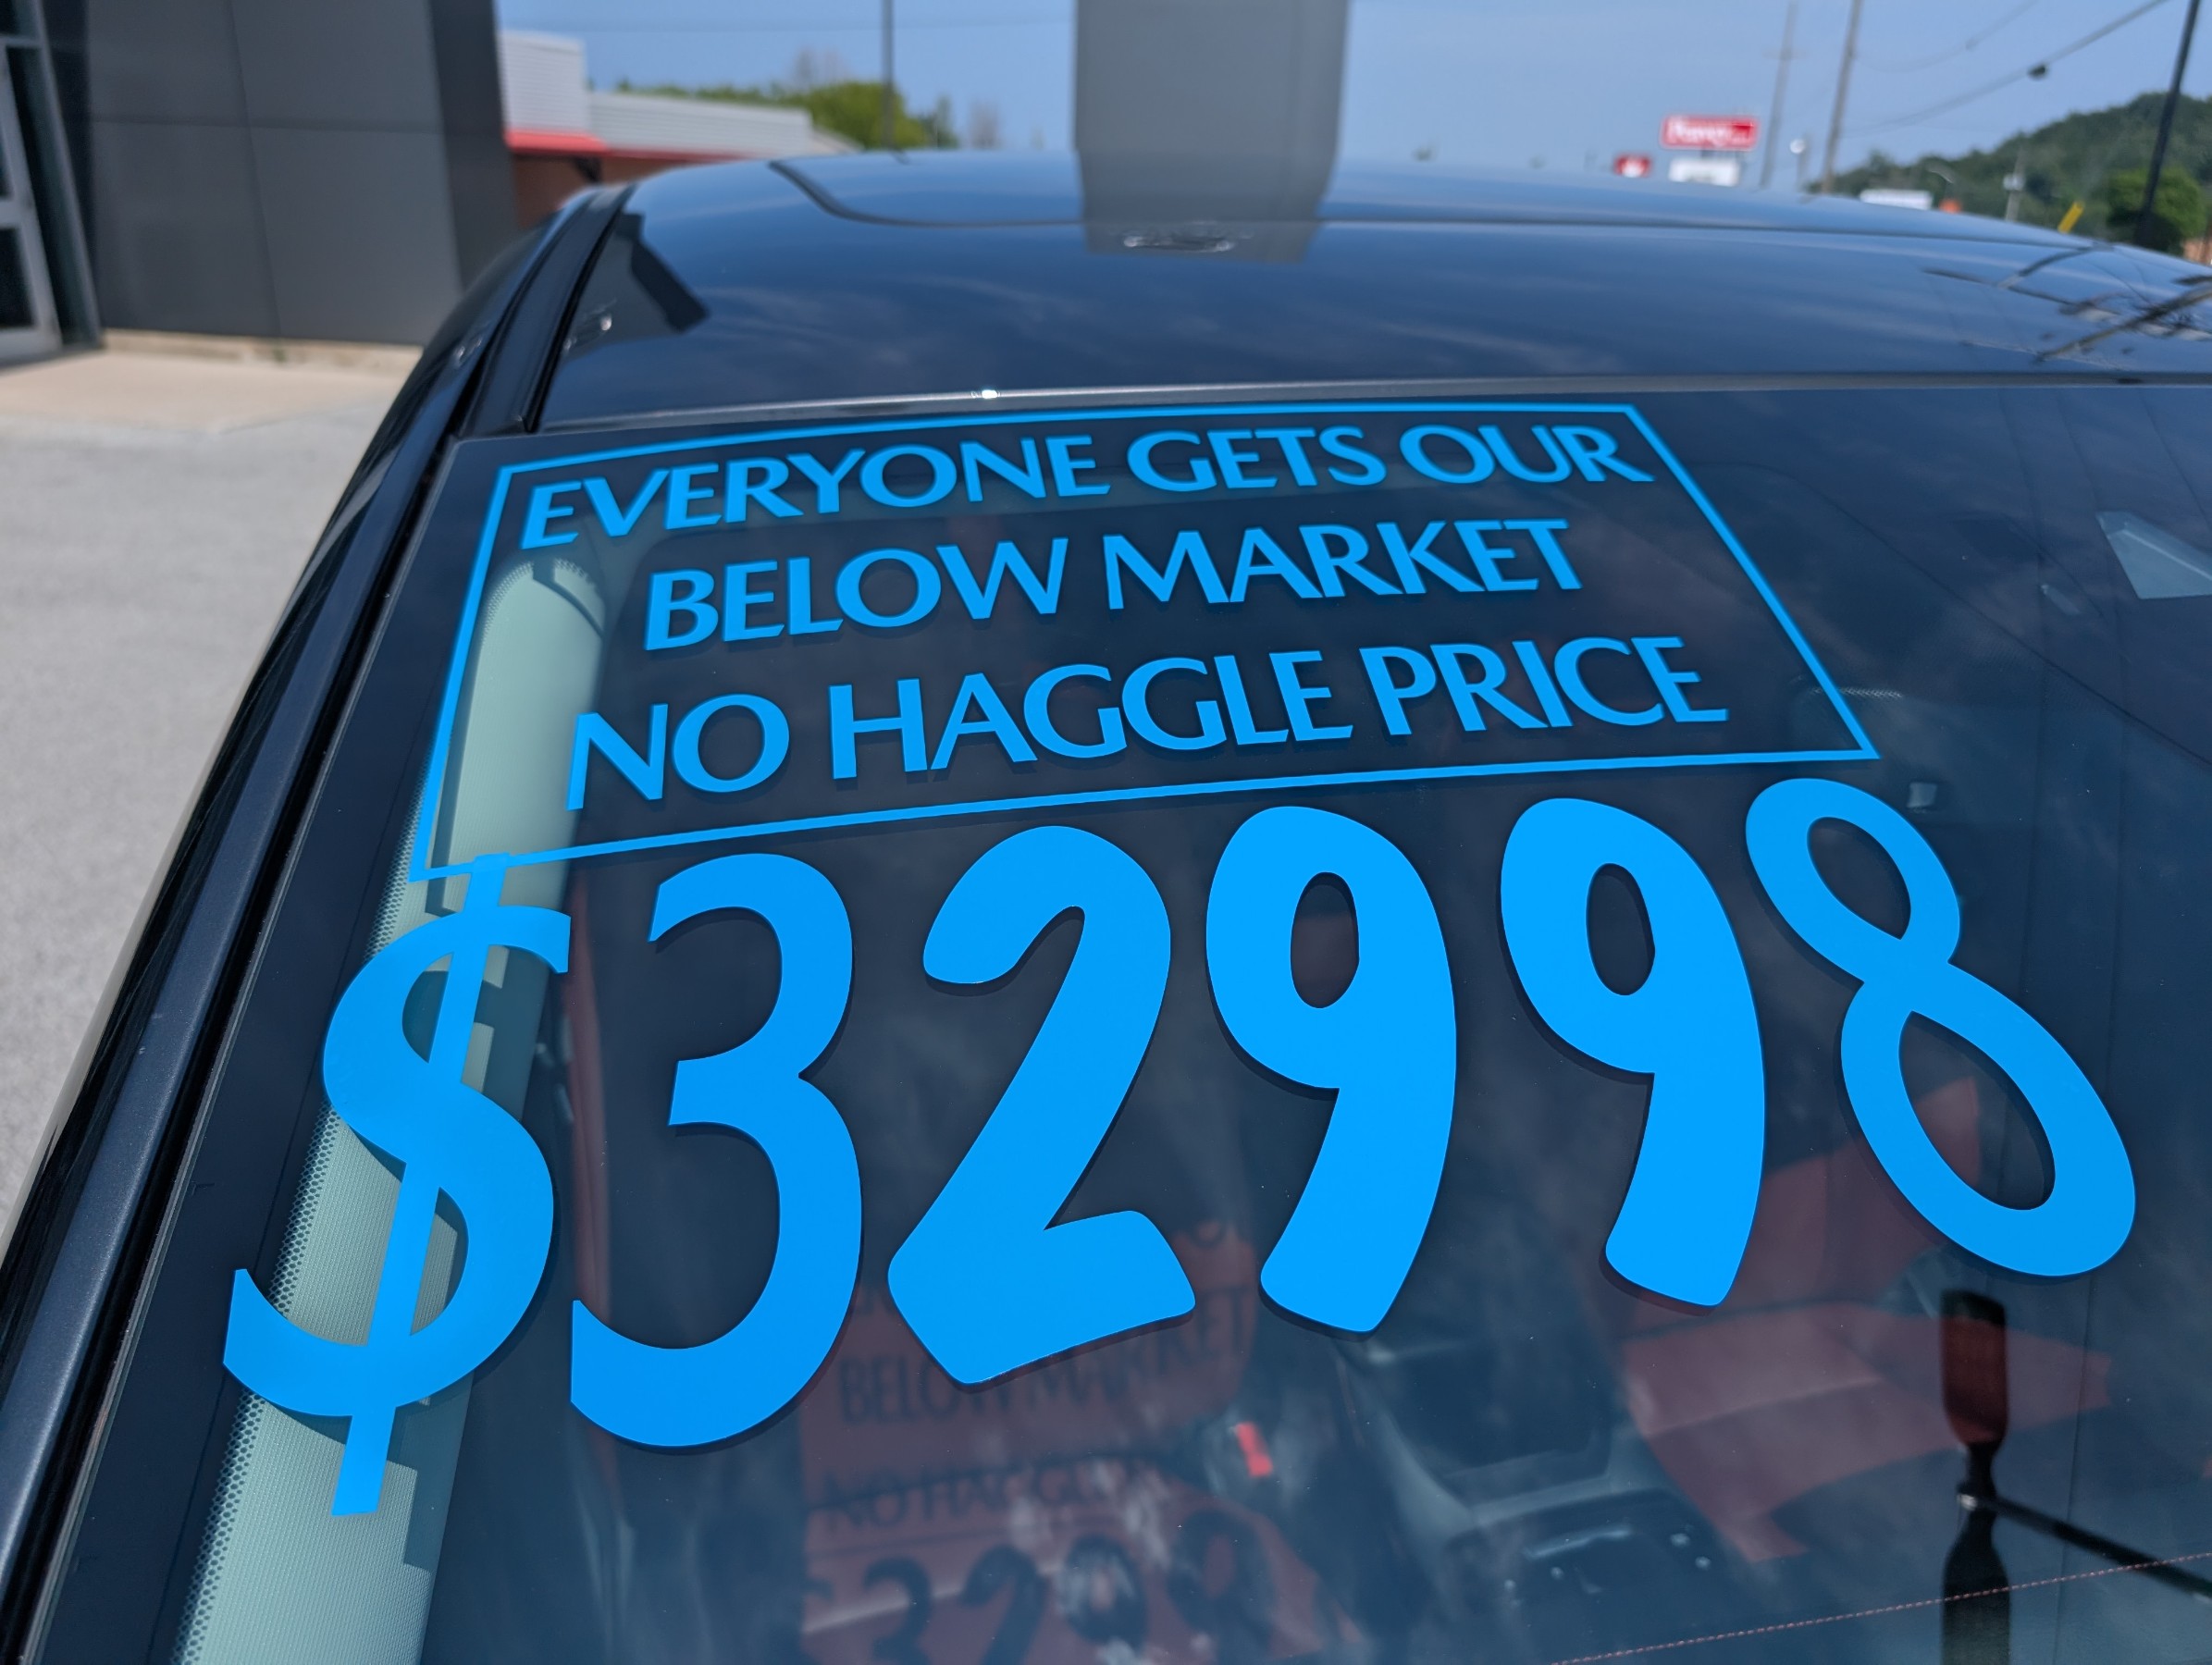 EVERYONE GETS OUR
BELOW MARKET
NO HAGGLE PRICE
$32998